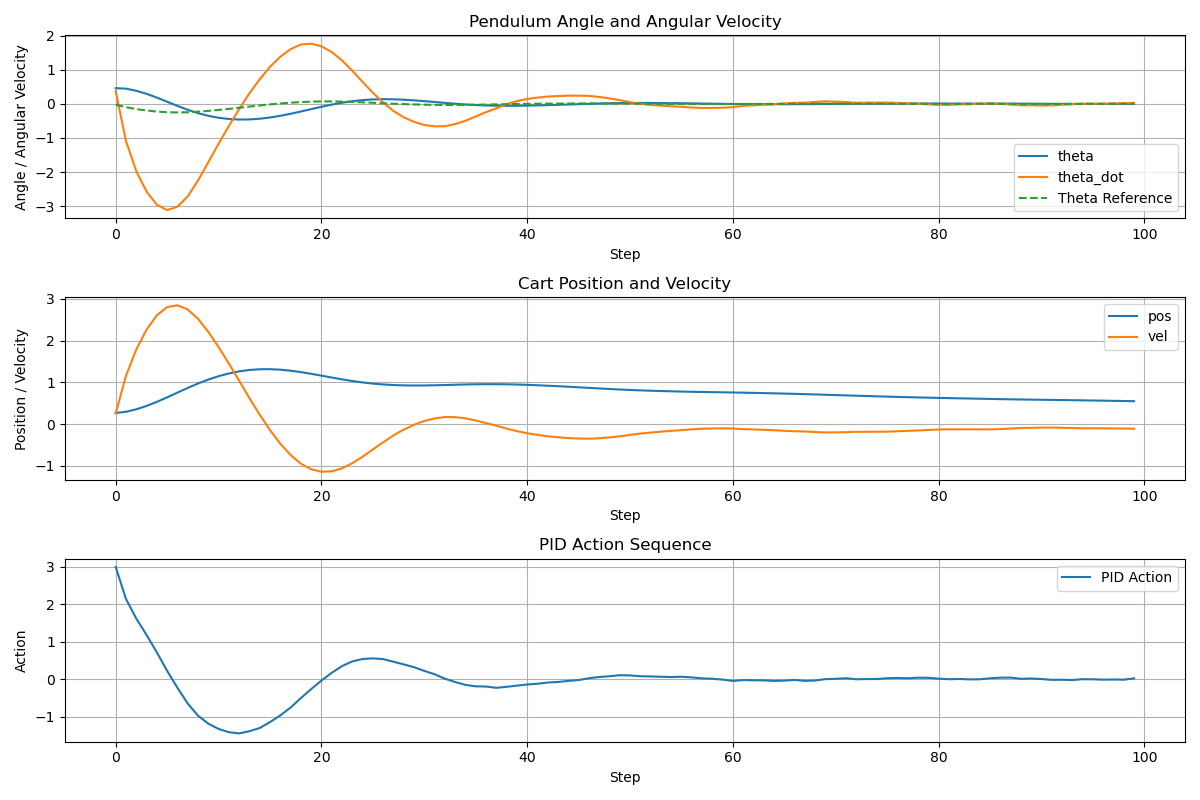 Pendulum Angle and Angular Velocity
Angle / Angular Velocity
2
1
0
−1
−2
−3
theta
theta_dot
Theta Reference
0 20 40 60 80 100
Step
Cart Position and Velocity
Position / Velocity
3
2
1
0
−1
pos
vel
0 20 40 60 80 100
Step
PID Action Sequence
Action
3
2
1
0
−1
PID Action
0 20 40 60 80 100
Step